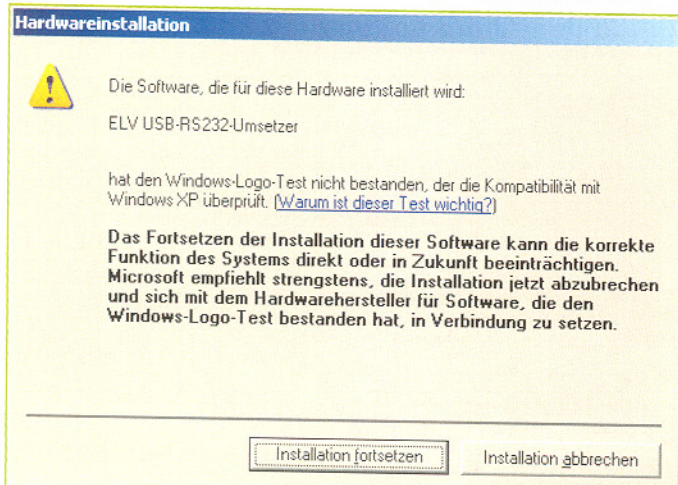 Hardwareinstallation
Die Software, die für diese Hardware installiert wird:
ELV USB-RS232-Umsetzer
hat den Windows-Logo-Test nicht bestanden, der die Kompatibilität mit
Windows XP überprüft. (Warum ist dieser Test wichtig?)
Das Fortsetzen der Installation dieser Software kann die korrekte
Funktion des Systems direkt oder in Zukunft beeinträchtigen.
Microsoft empfiehlt strengstens, die Installation jetzt abzubrechen
und sich mit dem Hardwarehersteller für Software, die den
Windows-Logo-Test bestanden hat, in Verbindung zu setzen.
Installation fortsetzen
Installation abbrechen